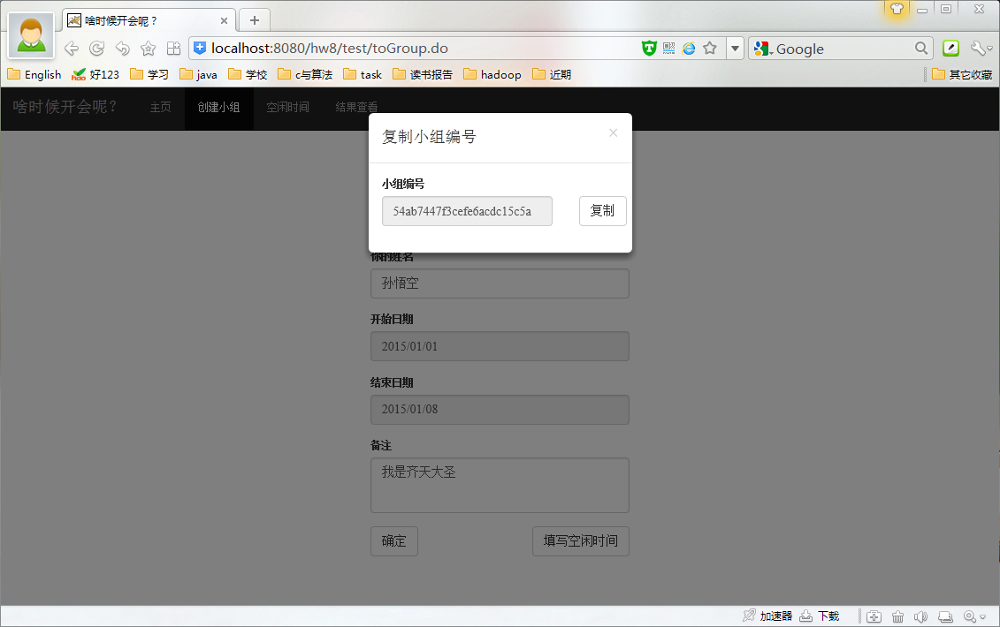 啥时候开会呢？
localhost:8080/hw8/test/toGroup.do
Google
English 好123 学习 java 学校 c与算法 task 读书报告 hadoop 近期 其它收藏
啥时候开会呢？ 主页 创建小组 空闲时间 结果查看
复制小组编号 ×
小组编号
54ab7447f3cefe6acdc15c5a 复制
你的姓名
孙悟空
开始日期
2015/01/01
结束日期
2015/01/08
备注
我是齐天大圣
确定 填写空闲时间
加速器 下载